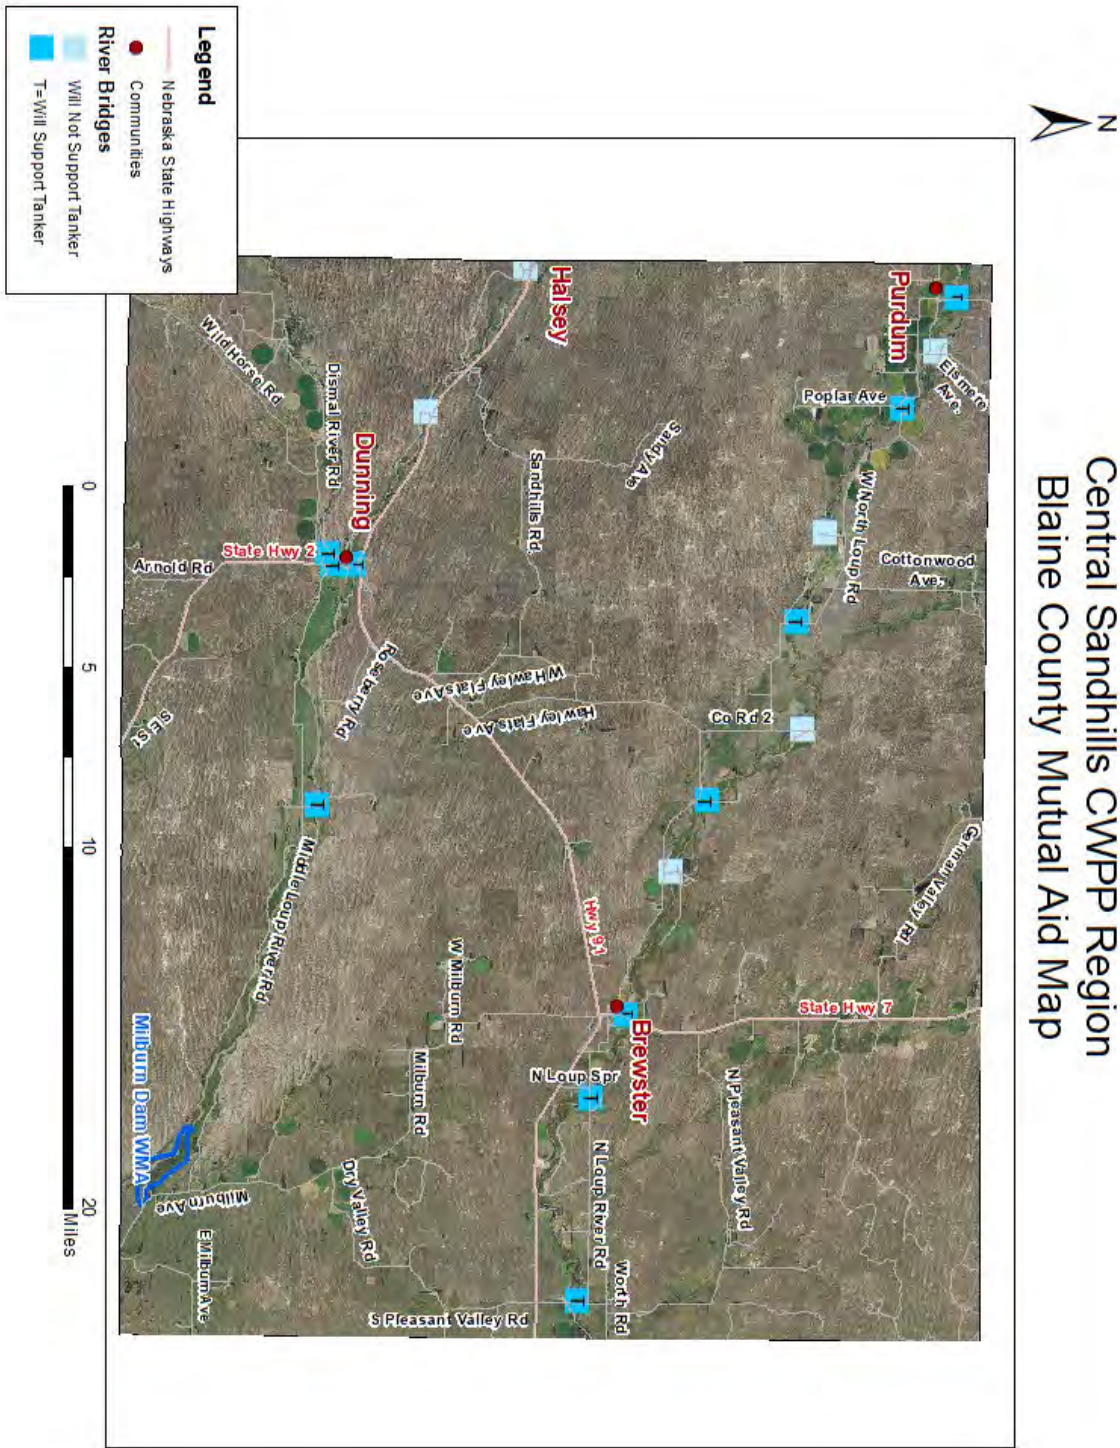 Central Sandhills CWPP Region
Blaine County Mutual Aid Map
N
Purdum
Elsmere
Ave.
Poplar Ave
W North Loup Rd
Cottonwood
Ave.
Co Rd 2
German Valley Rd
State Hwy 7
Halsey
Sandy Ave
Sandhills Rd
W Hawley Flats Ave
Hawley Flats Ave
Hwy 91
Brewster
N Loup Spr
N Pleasant Valley Rd
N Loup River Rd
Worth Rd
S Pleasant Valley Rd
Wild Horse Rd
Dismal River Rd
Dunning
State Hwy 2
Arnold Rd
SE St
Roseberry Rd
Middle Loup River Rd
W Milburn Rd
Milburn Rd
Dry Valley Rd
Milburn Ave
E Milburn Ave
Milburn Dam WMA
T
T
T
T
T
T
T
T
T
T
T
Legend
Nebraska State Highways
Communities
River Bridges
Will Not Support Tanker
T=Will Support Tanker
0
5
10
20
Miles